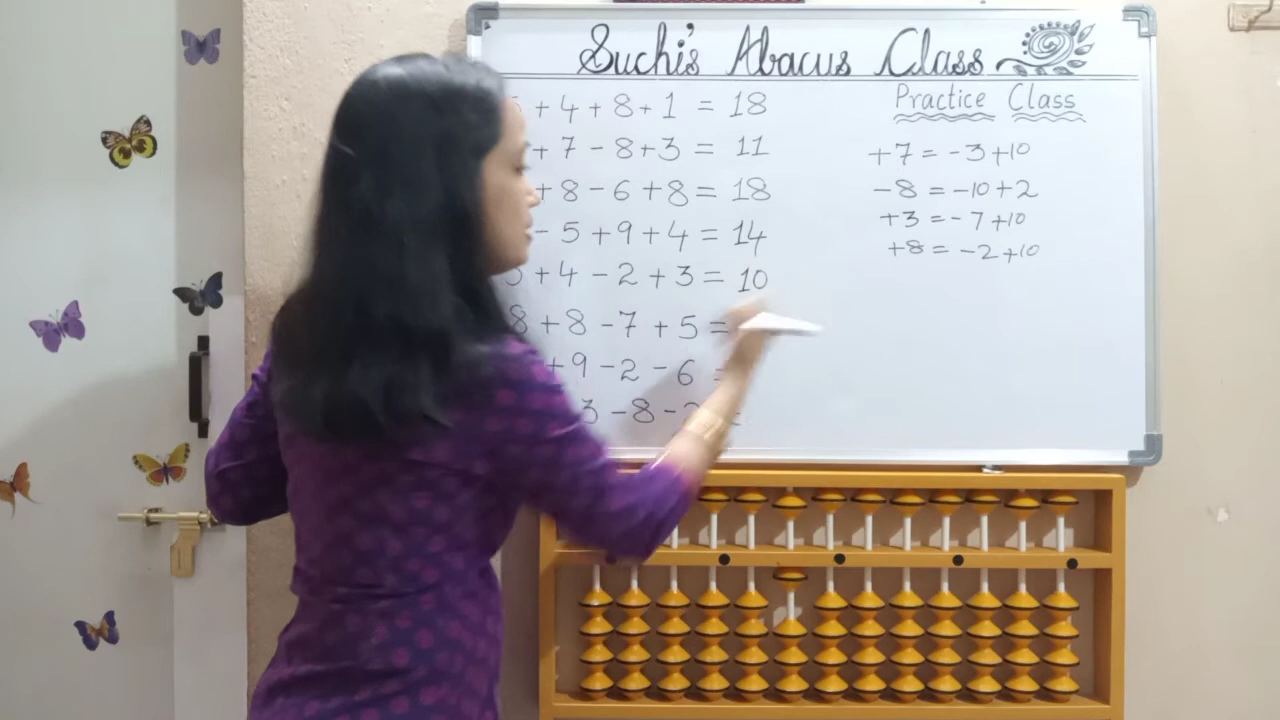 Suchi's Abacus Class
+ 4 + 8 + 1 = 18
+ 7 - 8 + 3 = 11
+ 8 - 6 + 8 = 18
- 5 + 9 + 4 = 14
+ 4 - 2 + 3 = 10
8 + 8 - 7 + 5 =
+ 9 - 2 - 6 =
3 - 8 - 2 =
Practice Class
+7 = -3+10
-8 = -10+2
+3 = -7+10
+8 = -2+10